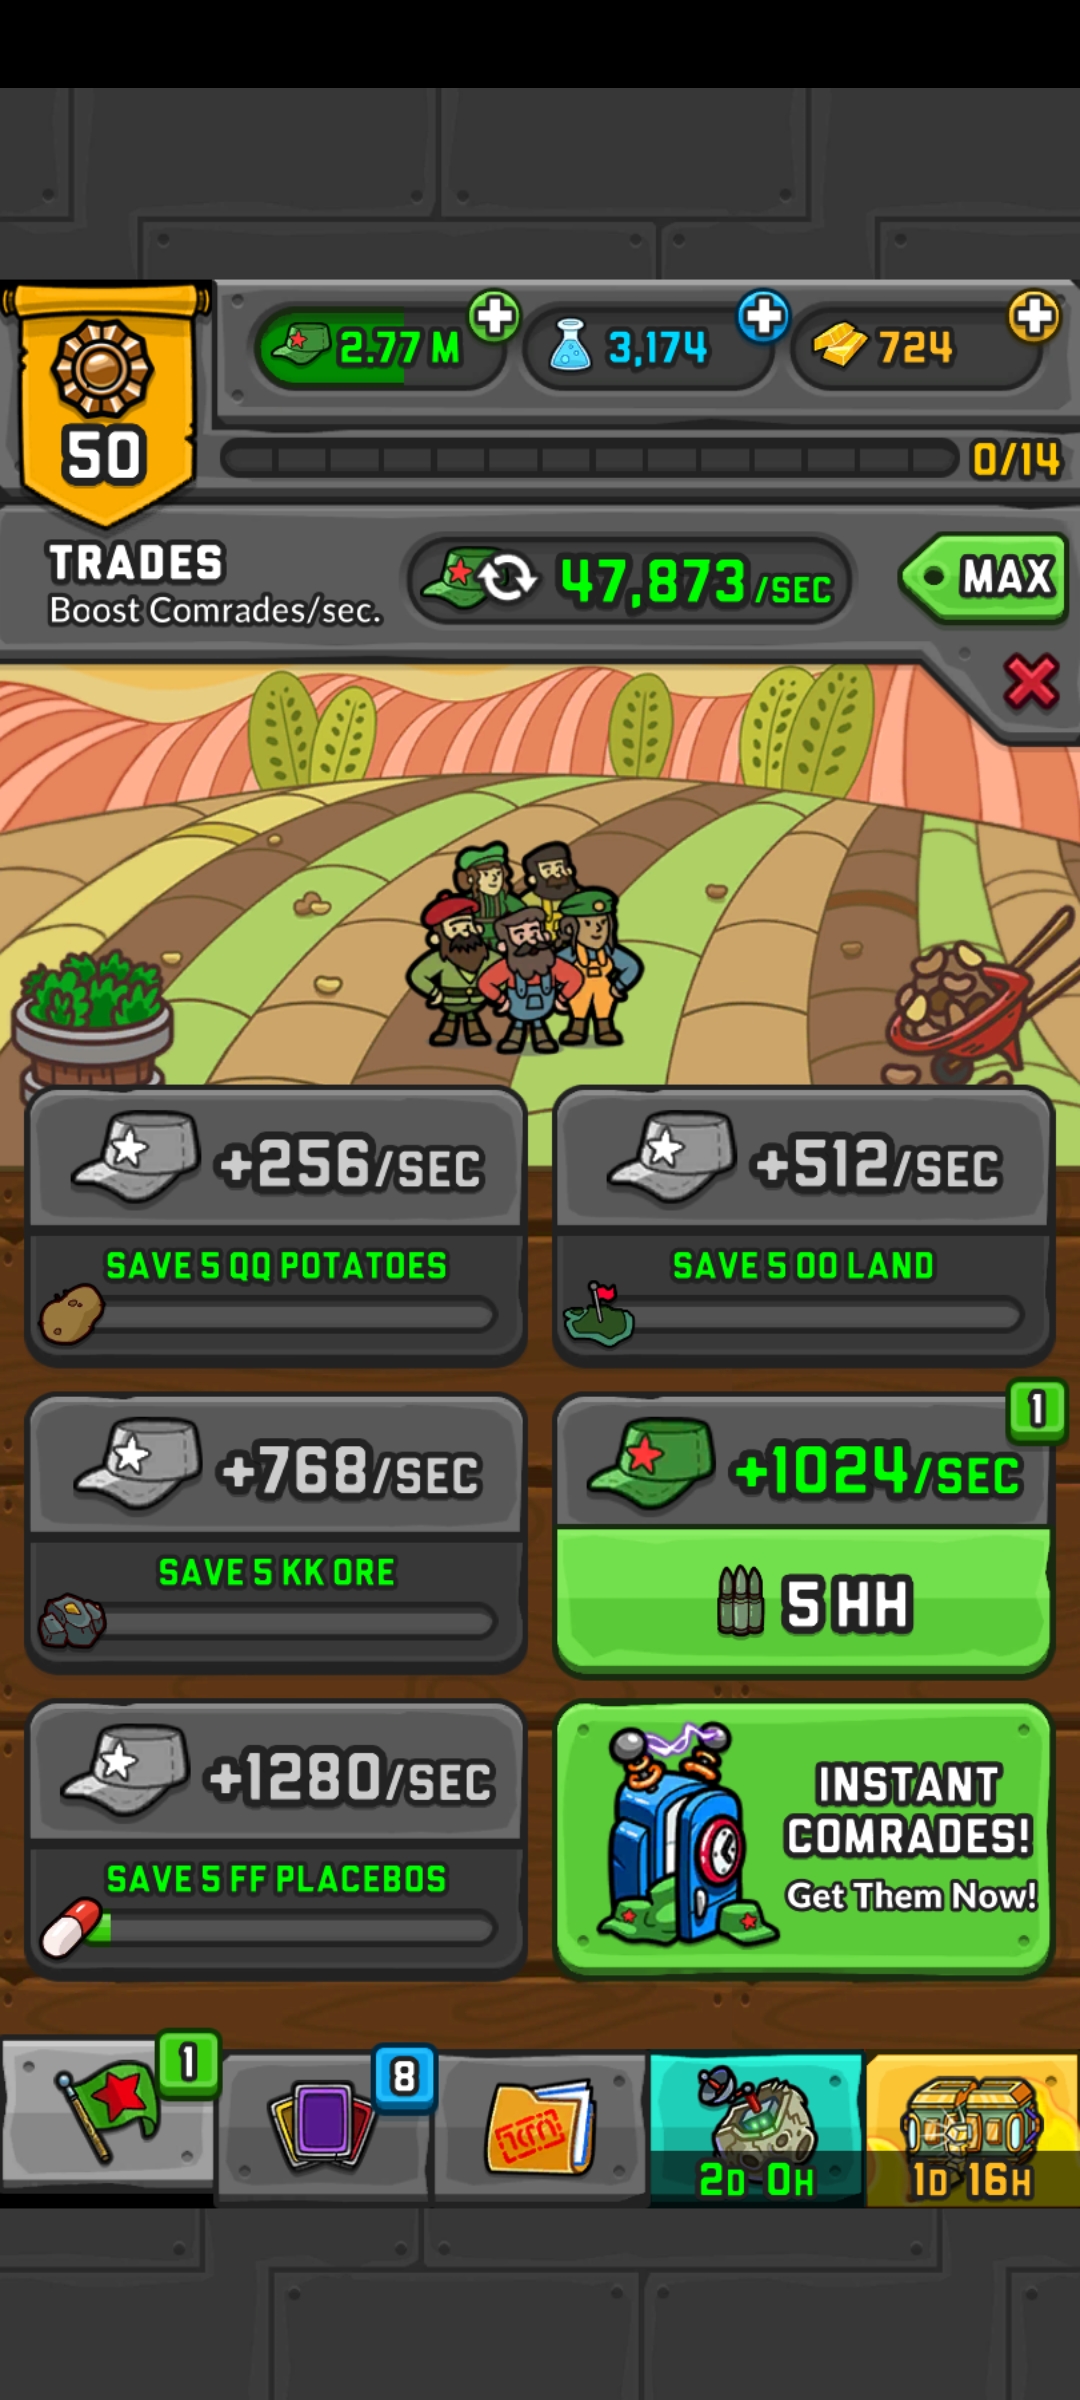 2.77 M
3,174
724
50
0/14
TRADES
Boost Comrades/sec.
47,873/SEC
MAX
+256/SEC
SAVE 5 QQ POTATOES
+512/SEC
SAVE 5 OO LAND
+768/SEC
SAVE 5 KK ORE
1
+1024/SEC
5 HH
+1280/SEC
SAVE 5 FF PLACEBOS
INSTANT
COMRADES!
Get Them Now!
1
8
2D 0H
1D 16H